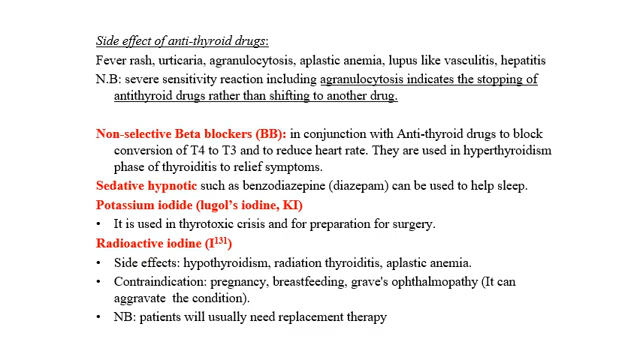 Side effect of anti-thyroid drugs:
Fever rash, urticaria, agranulocytosis, aplastic anemia, lupus like vasculitis, hepatitis
N.B: severe sensitivity reaction including agranulocytosis indicates the stopping of
antithyroid drugs rather than shifting to another drug.
Non-selective Beta blockers (BB): in conjunction with Anti-thyroid drugs to block
conversion of T4 to T3 and to reduce heart rate. They are used in hyperthyroidism
phase of thyroiditis to relief symptoms.
Sedative hypnotic such as benzodiazepine (diazepam) can be used to help sleep.
Potassium iodide (lugol's iodine, KI)
• It is used in thyrotoxic crisis and for preparation for surgery.
Radioactive iodine (I¹³¹)
• Side effects: hypothyroidism, radiation thyroiditis, aplastic anemia.
• Contraindication: pregnancy, breastfeeding, grave's ophthalmopathy (It can
aggravate the condition).
• NB: patients will usually need replacement therapy